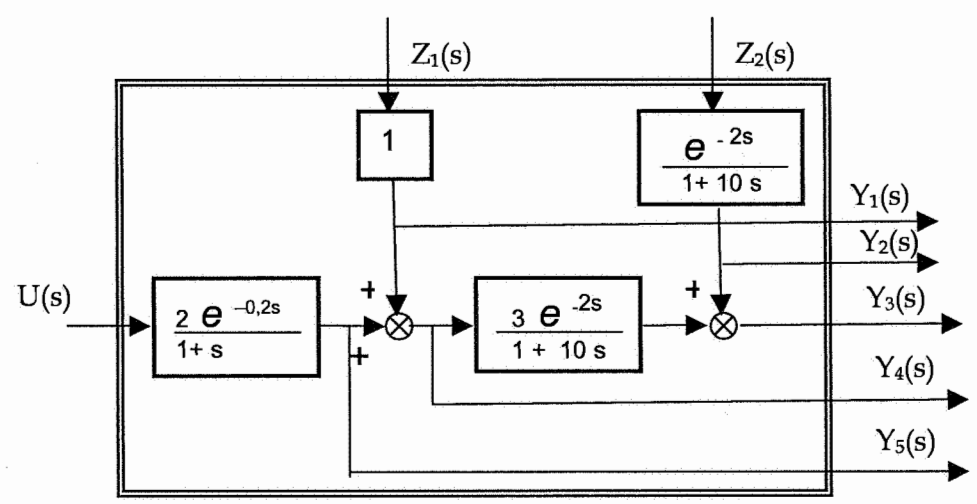 Z₁(s)
Z₂(s)
1
e - 2s
1+ 10 s
Y₁(s)
Y₂(s)
U(s)
2 e –0,2s
1+ s
+
+
3 e -2s
1 + 10 s
+
Y₃(s)
Y₄(s)
Y₅(s)